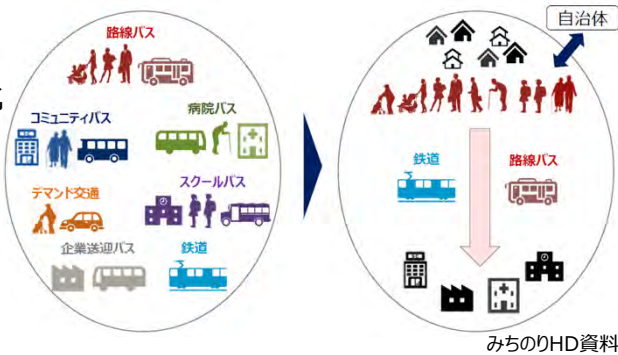 路線バス
コミュニティバス
病院バス
デマンド交通
スクールバス
企業送迎バス
鉄道
自治体
鉄道
路線バス
みちのりHD資料